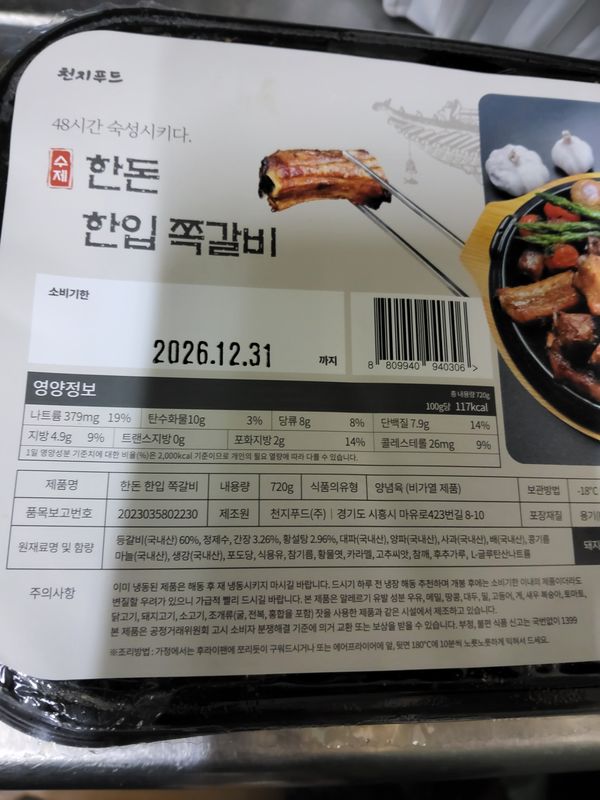 천지푸드
48시간 숙성시키다.
수제 한돈
한입 쪽갈비
소비기한
2026.12.31 까지
8 809940 940306 >
영양정보
총 내용량 720g
100g당 117kcal
나트륨 379mg 19% 탄수화물10g 3% 당류 8g 8% 단백질 7.9g 14%
지방 4.9g 9% 트랜스지방 0g 포화지방 2g 14% 콜레스테롤 26mg 9%
1일 영양성분 기준치에 대한 비율(%)은 2,000kcal 기준이므로 개인의 필요 열량에 따라 다를 수 있습니다.
제품명 한돈 한입 쪽갈비 내용량 720g 식품의유형 양념육 (비가열 제품) 보관방법 -18°C
품목보고번호 2023035802230 제조원 천지푸드(주) | 경기도 시흥시 마유로423번길 8-10 포장재질 용기(
원재료명 및 함량 등갈비(국내산) 60%, 정제수, 간장 3.26%, 황설탕 2.96%, 대파(국내산), 양파(국내산), 사과(국내산), 배(국내산), 콩기름
마늘(국내산), 생강(국내산), 포도당, 식용유, 참기름, 황물엿, 카라멜, 고추씨앗, 참깨, 후추가루, L-글루탄산나트륨
돼지
주의사항 이미 냉동된 제품은 해동 후 재 냉동시키지 마시길 바랍니다. 드시기 하루 전 냉장 해동 추천하며 개봉 후에는 소비기한 이내의 제품이더라도
변질할 우려가 있으니 가급적 빨리 드시길 바랍니다. 본 제품은 알레르기 유발 성분 우유, 메밀, 땅콩, 대두, 밀, 고등어, 게, 새우 복숭아, 토마토,
닭고기, 돼지고기, 소고기, 조개류(굴, 전복, 홍합을 포함) 잣을 사용한 제품과 같은 시설에서 제조하고 있습니다.
본 제품은 공정거래위원회 고시 소비자 분쟁해결 기준에 의거 교환 또는 보상을 받을 수 있습니다. 부정, 불편 식품 신고는 국번없이 1399
※조리방법 : 가정에서는 후라이팬에 쪼리듯이 구워드시거나 또는 에어프라이어에 앞, 뒷면 180°C에 10분씩 노릇노릇하게 익혀서 드세요.